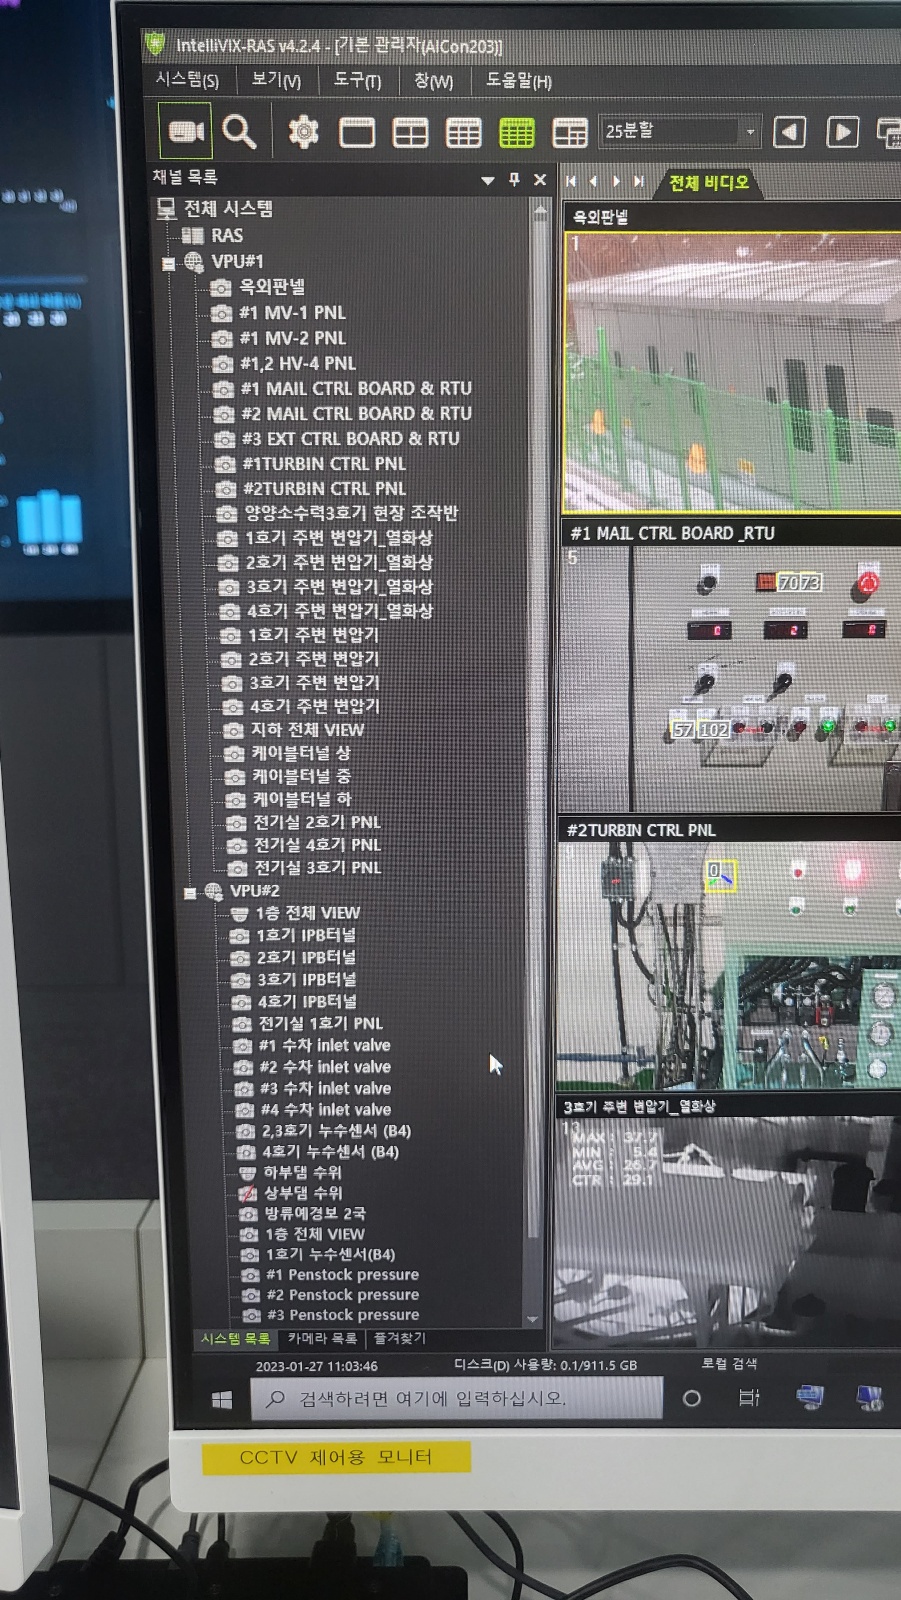 IntelliVIX-RAS v4.2.4 - [기본 관리자(AICon203)]
시스템(S) 보기(V) 도구(T) 창(W) 도움말(H)
25분할
채널 목록
전체 비디오
전체 시스템
RAS
VPU#1
옥외판넬
#1 MV-1 PNL
#1 MV-2 PNL
#1,2 HV-4 PNL
#1 MAIL CTRL BOARD & RTU
#2 MAIL CTRL BOARD & RTU
#3 EXT CTRL BOARD & RTU
#1TURBIN CTRL PNL
#2TURBIN CTRL PNL
양양소수력3호기 현장 조작반
1호기 주변 변압기_열화상
2호기 주변 변압기_열화상
3호기 주변 변압기_열화상
4호기 주변 변압기_열화상
1호기 주변 변압기
2호기 주변 변압기
3호기 주변 변압기
4호기 주변 변압기
지하 전체 VIEW
케이블터널 상
케이블터널 중
케이블터널 하
전기실 2호기 PNL
전기실 4호기 PNL
전기실 3호기 PNL
VPU#2
1층 전체 VIEW
1호기 IPB터널
2호기 IPB터널
3호기 IPB터널
4호기 IPB터널
전기실 1호기 PNL
#1 수차 inlet valve
#2 수차 inlet valve
#3 수차 inlet valve
#4 수차 inlet valve
2,3호기 누수센서 (B4)
4호기 누수센서 (B4)
하부댐 수위
상부댐 수위
방류예경보 2국
1층 전체 VIEW
1호기 누수센서(B4)
#1 Penstock pressure
#2 Penstock pressure
#3 Penstock pressure
시스템 목록 카메라 목록 즐겨찾기
옥외판넬
1
#1 MAIL CTRL BOARD _RTU
5
70 73
0 2 0
57 102
#2TURBIN CTRL PNL
0
3호기 주변 변압기_열화상
13
MAX : 37.7
MIN : 5.4
AVG : 26.7
CTR : 29.1
2023-01-27 11:03:46 디스크(D) 사용량: 0.1/911.5 GB 로컬 검색
검색하려면 여기에 입력하십시오.
CCTV 제어용 모니터